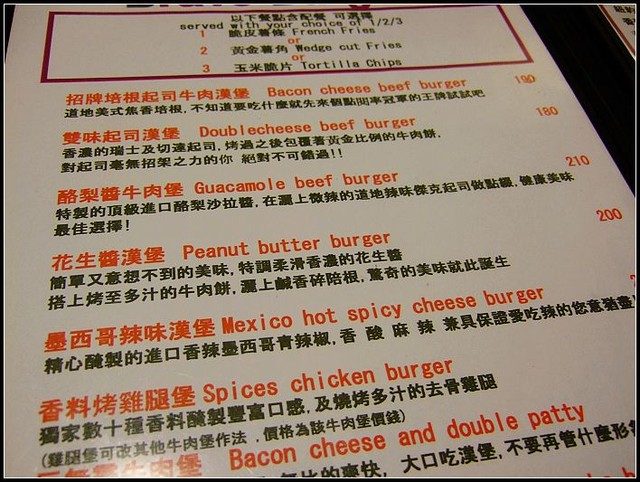 以下餐點含配餐 可選擇
served with your choice of 1/2/3
1 脆皮薯條 French Fries
or
2 黃金薯角 Wedge cut Fries
or
3 玉米脆片 Tortilla Chips
招牌培根起司牛肉漢堡 Bacon cheese beef burger 190
道地美式焦香培根,不知道要吃什麼就先來個點閱率冠軍的王牌試試吧
雙味起司漢堡 Doublecheese beef burger 180
香濃的瑞士及切達起司,烤過之後包覆著黃金比例的牛肉餅,
對起司毫無招架之力的你 絕對不可錯過!!
酪梨醬牛肉堡 Guacamole beef burger 210
特製的頂級進口酪梨沙拉醬,在灑上微辣的道地辣味傑克起司做點綴,健康美味
最佳選擇!
花生醬漢堡 Peanut butter burger 200
簡單又意想不到的美味,特調柔滑香濃的花生醬
搭上烤至多汁的牛肉餅,灑上鹹香碎陪根,驚奇的美味就此誕生
墨西哥辣味漢堡 Mexico hot spicy cheese burger
精心醃製的進口香辣墨西哥青辣椒,香 酸 麻 辣 兼具保證愛吃辣的您意猶盡
香料烤雞腿堡 Spices chicken burger
獨家數十種香料醃製豐富口感,及燒烤多汁的去骨雞腿
(雞腿堡可改其他牛肉堡作法 ,價格為該牛肉堡價錢)
牛肉堡 Bacon cheese and double patty
的爽快, 大口吃漢堡,不要再管什麼形